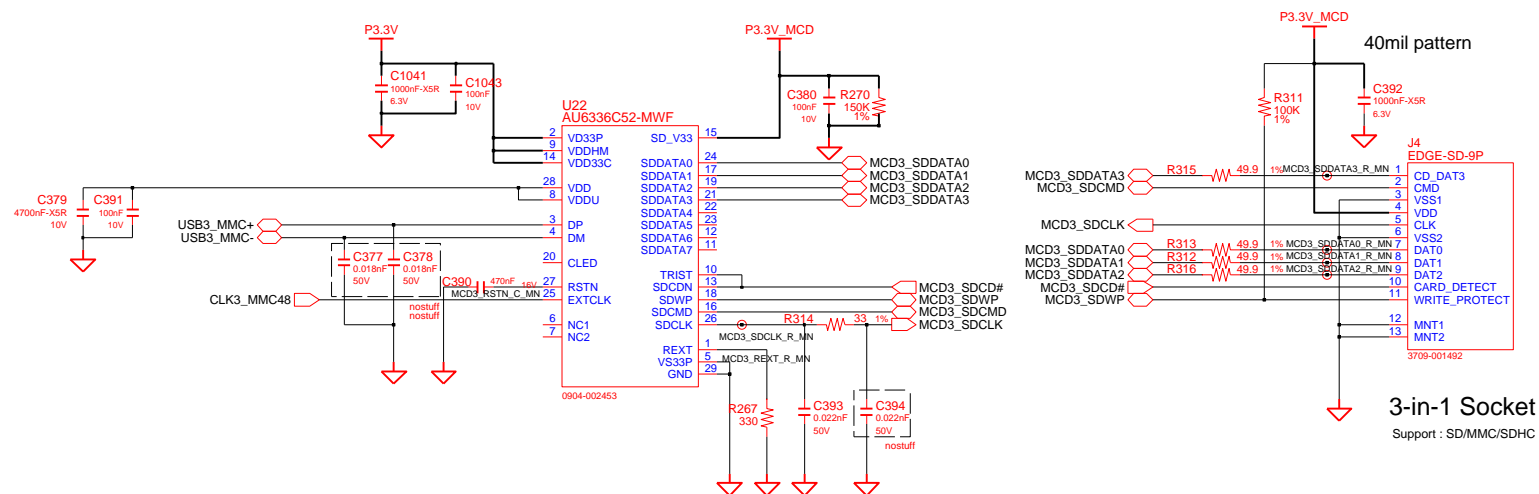 P3.3V
P3.3V_MCD
P3.3V_MCD
40mil pattern
C1041
1000nF-X5R
6.3V
C1043
100nF
10V
C380
100nF
10V
R270
150K
1%
R311
100K
1%
C392
1000nF-X5R
6.3V
U22
AU6336C52-MWF
2 VD33P
9 VDDHM
14 VDD33C
28 VDD
8 VDDU
3 DP
4 DM
20 CLED
27 RSTN
25 EXTCLK
6 NC1
7 NC2
SD_V33 15
SDDATA0 24
SDDATA1 17
SDDATA2 19
SDDATA3 21
SDDATA4 22
SDDATA5 23
SDDATA6 12
SDDATA7 11
TRIST 10
SDCDN 13
SDWP 18
SDCMD 16
SDCLK 26
REXT 1
VS33P 5
GND 29
0904-002453
C379
4700nF-X5R
10V
C391
100nF
10V
USB3_MMC+
USB3_MMC-
C377
0.018nF
50V
C378
0.018nF
50V
nostuff
nostuff
C390 470nF 16V
MCD3_RSTN_C_MN
CLK3_MMC48
MCD3_SDDATA0
MCD3_SDDATA1
MCD3_SDDATA2
MCD3_SDDATA3
MCD3_SDCD#
MCD3_SDWP
MCD3_SDCMD
MCD3_SDCLK
R314 33 1%
MCD3_SDCLK_R_MN
MCD3_REXT_R_MN
R267
330
C393
0.022nF
50V
C394
0.022nF
50V
nostuff
J4
EDGE-SD-9P
MCD3_SDDATA3 R315 49.9 1% MCD3_SDDATA3_R_MN 1 CD_DAT3
MCD3_SDCMD 2 CMD
3 VSS1
4 VDD
MCD3_SDCLK 5 CLK
6 VSS2
MCD3_SDDATA0 R313 49.9 1% MCD3_SDDATA0_R_MN 7 DAT0
MCD3_SDDATA1 R312 49.9 1% MCD3_SDDATA1_R_MN 8 DAT1
MCD3_SDDATA2 R316 49.9 1% MCD3_SDDATA2_R_MN 9 DAT2
MCD3_SDCD# 10 CARD_DETECT
MCD3_SDWP 11 WRITE_PROTECT
12 MNT1
13 MNT2
3709-001492
3-in-1 Socket
Support : SD/MMC/SDHC